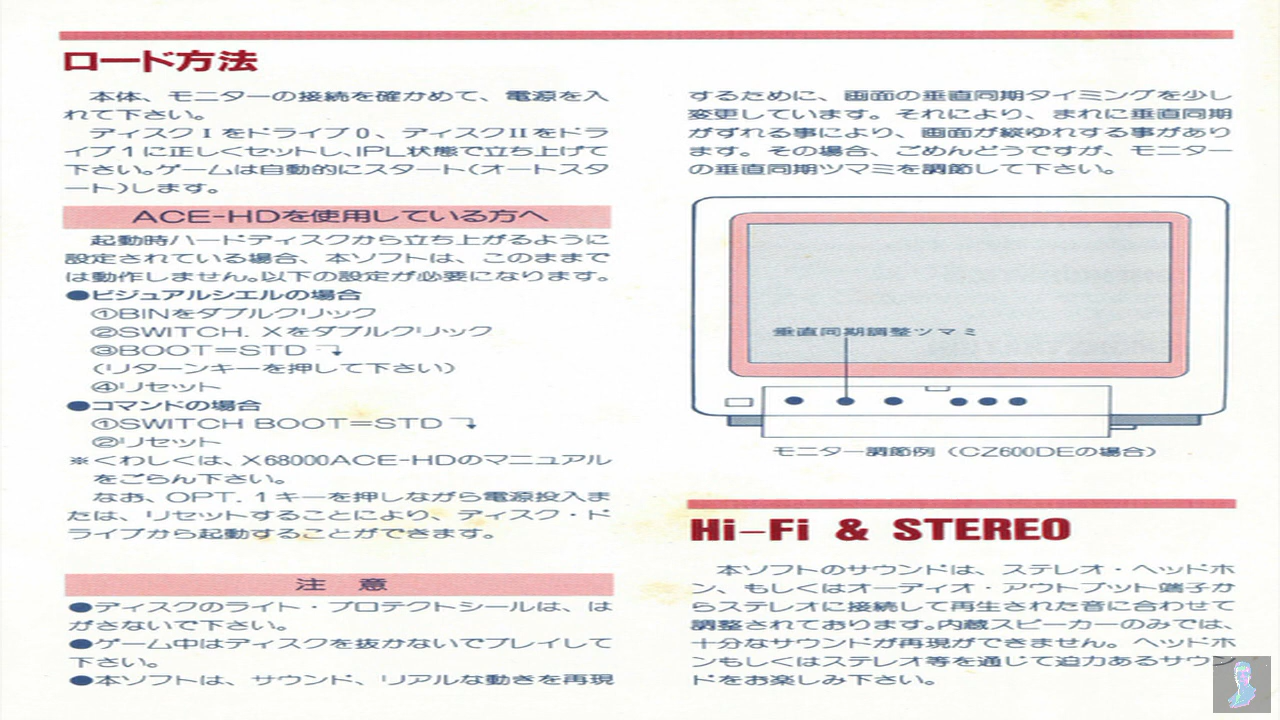 ロード方法
本体、モニターの接続を確かめて、電源を入
れて下さい。
ディスクⅠをドライブ0、ディスクⅡをドラ
イブ1に正しくセットし、IPL状態で立ち上げて
下さい。ゲームは自動的にスタート(オートスタ
ート)します。
ACE-HDを使用している方へ
起動時ハードディスクから立ち上がるように
設定されている場合、本ソフトは、このままで
は動作しません。以下の設定が必要になります。
●ビジュアルシエルの場合
①BINをダブルクリック
②SWITCH. Xをダブルクリック
③BOOT=STD
(リターンキーを押して下さい)
④リセット
●コマンドの場合
①SWITCH BOOT=STD
②リセット
※くわしくは、X68000ACE-HDのマニュアル
をごらん下さい。
なお、OPT. 1キーを押しながら電源投入ま
たは、リセットすることにより、ディスク・ド
ライブから起動することができます。
注 意
●ディスクのライト・プロテクトシールは、は
がさないで下さい。
●ゲーム中はディスクを抜かないでプレイして
下さい。
●本ソフトは、サウンド、リアルな動きを再現
するために、画面の垂直同期タイミングを少し
変更しています。それにより、まれに垂直同期
がずれる事により、画面が縦ゆれする事があり
ます。その場合、ごめんどうですが、モニター
の垂直同期ツマミを調節して下さい。
垂直同期調整ツマミ
モニター調節例(CZ600DEの場合)
Hi-Fi & STEREO
本ソフトのサウンドは、ステレオ・ヘッドホ
ン、もしくはオーディオ・アウトプット端子か
らステレオに接続して再生された音に合わせて
調整されております。内蔵スピーカーのみでは、
十分なサウンドが再現ができません。ヘッドホ
ンもしくはステレオ等を通じて迫力あるサウン
ドをお楽しみ下さい。